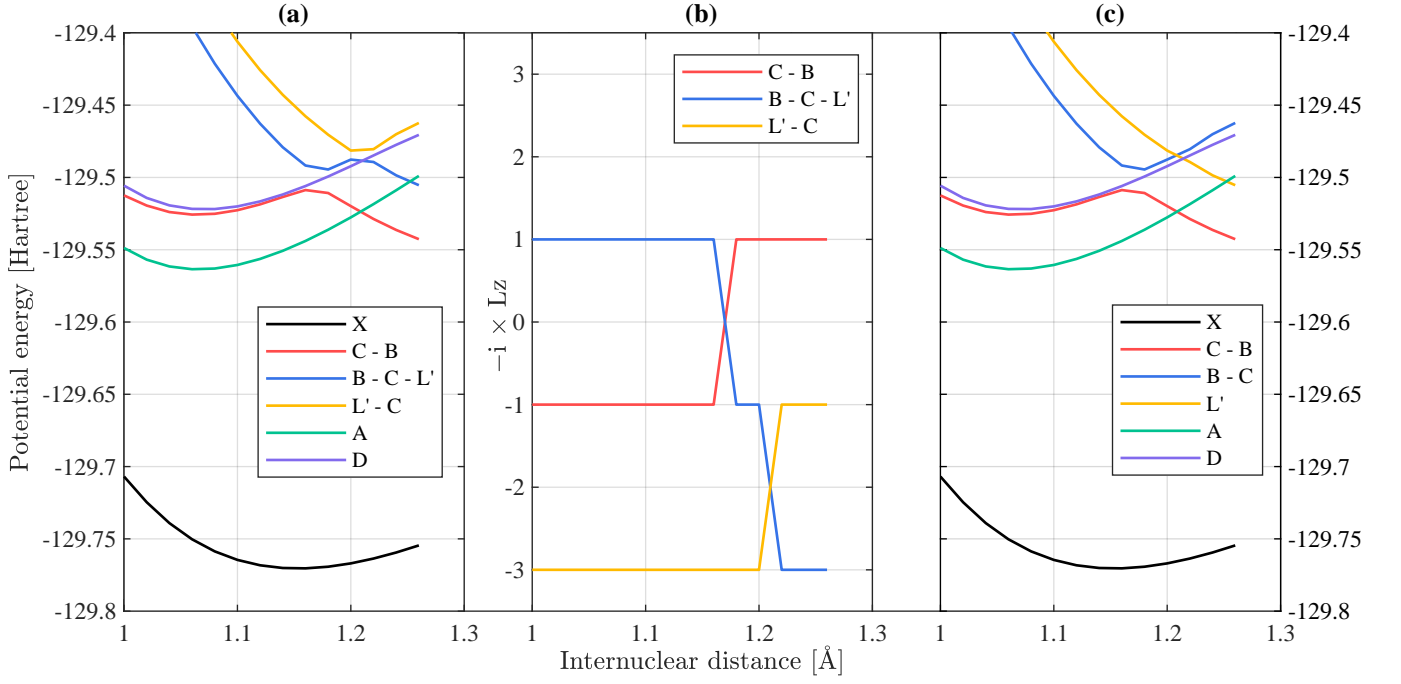 (a)
(b)
(c)
Potential energy [Hartree]
-129.4
-129.45
-129.5
-129.55
-129.6
-129.65
-129.7
-129.75
-129.8
1
1.1
1.2
1.3
X
C - B
B - C - L'
L' - C
A
D
−i × Lz
3
2
1
0
-1
-2
-3
1
1.1
1.2
1.3
C - B
B - C - L'
L' - C
Internuclear distance [Å]
-129.4
-129.45
-129.5
-129.55
-129.6
-129.65
-129.7
-129.75
-129.8
1
1.1
1.2
1.3
X
C - B
B - C
L'
A
D